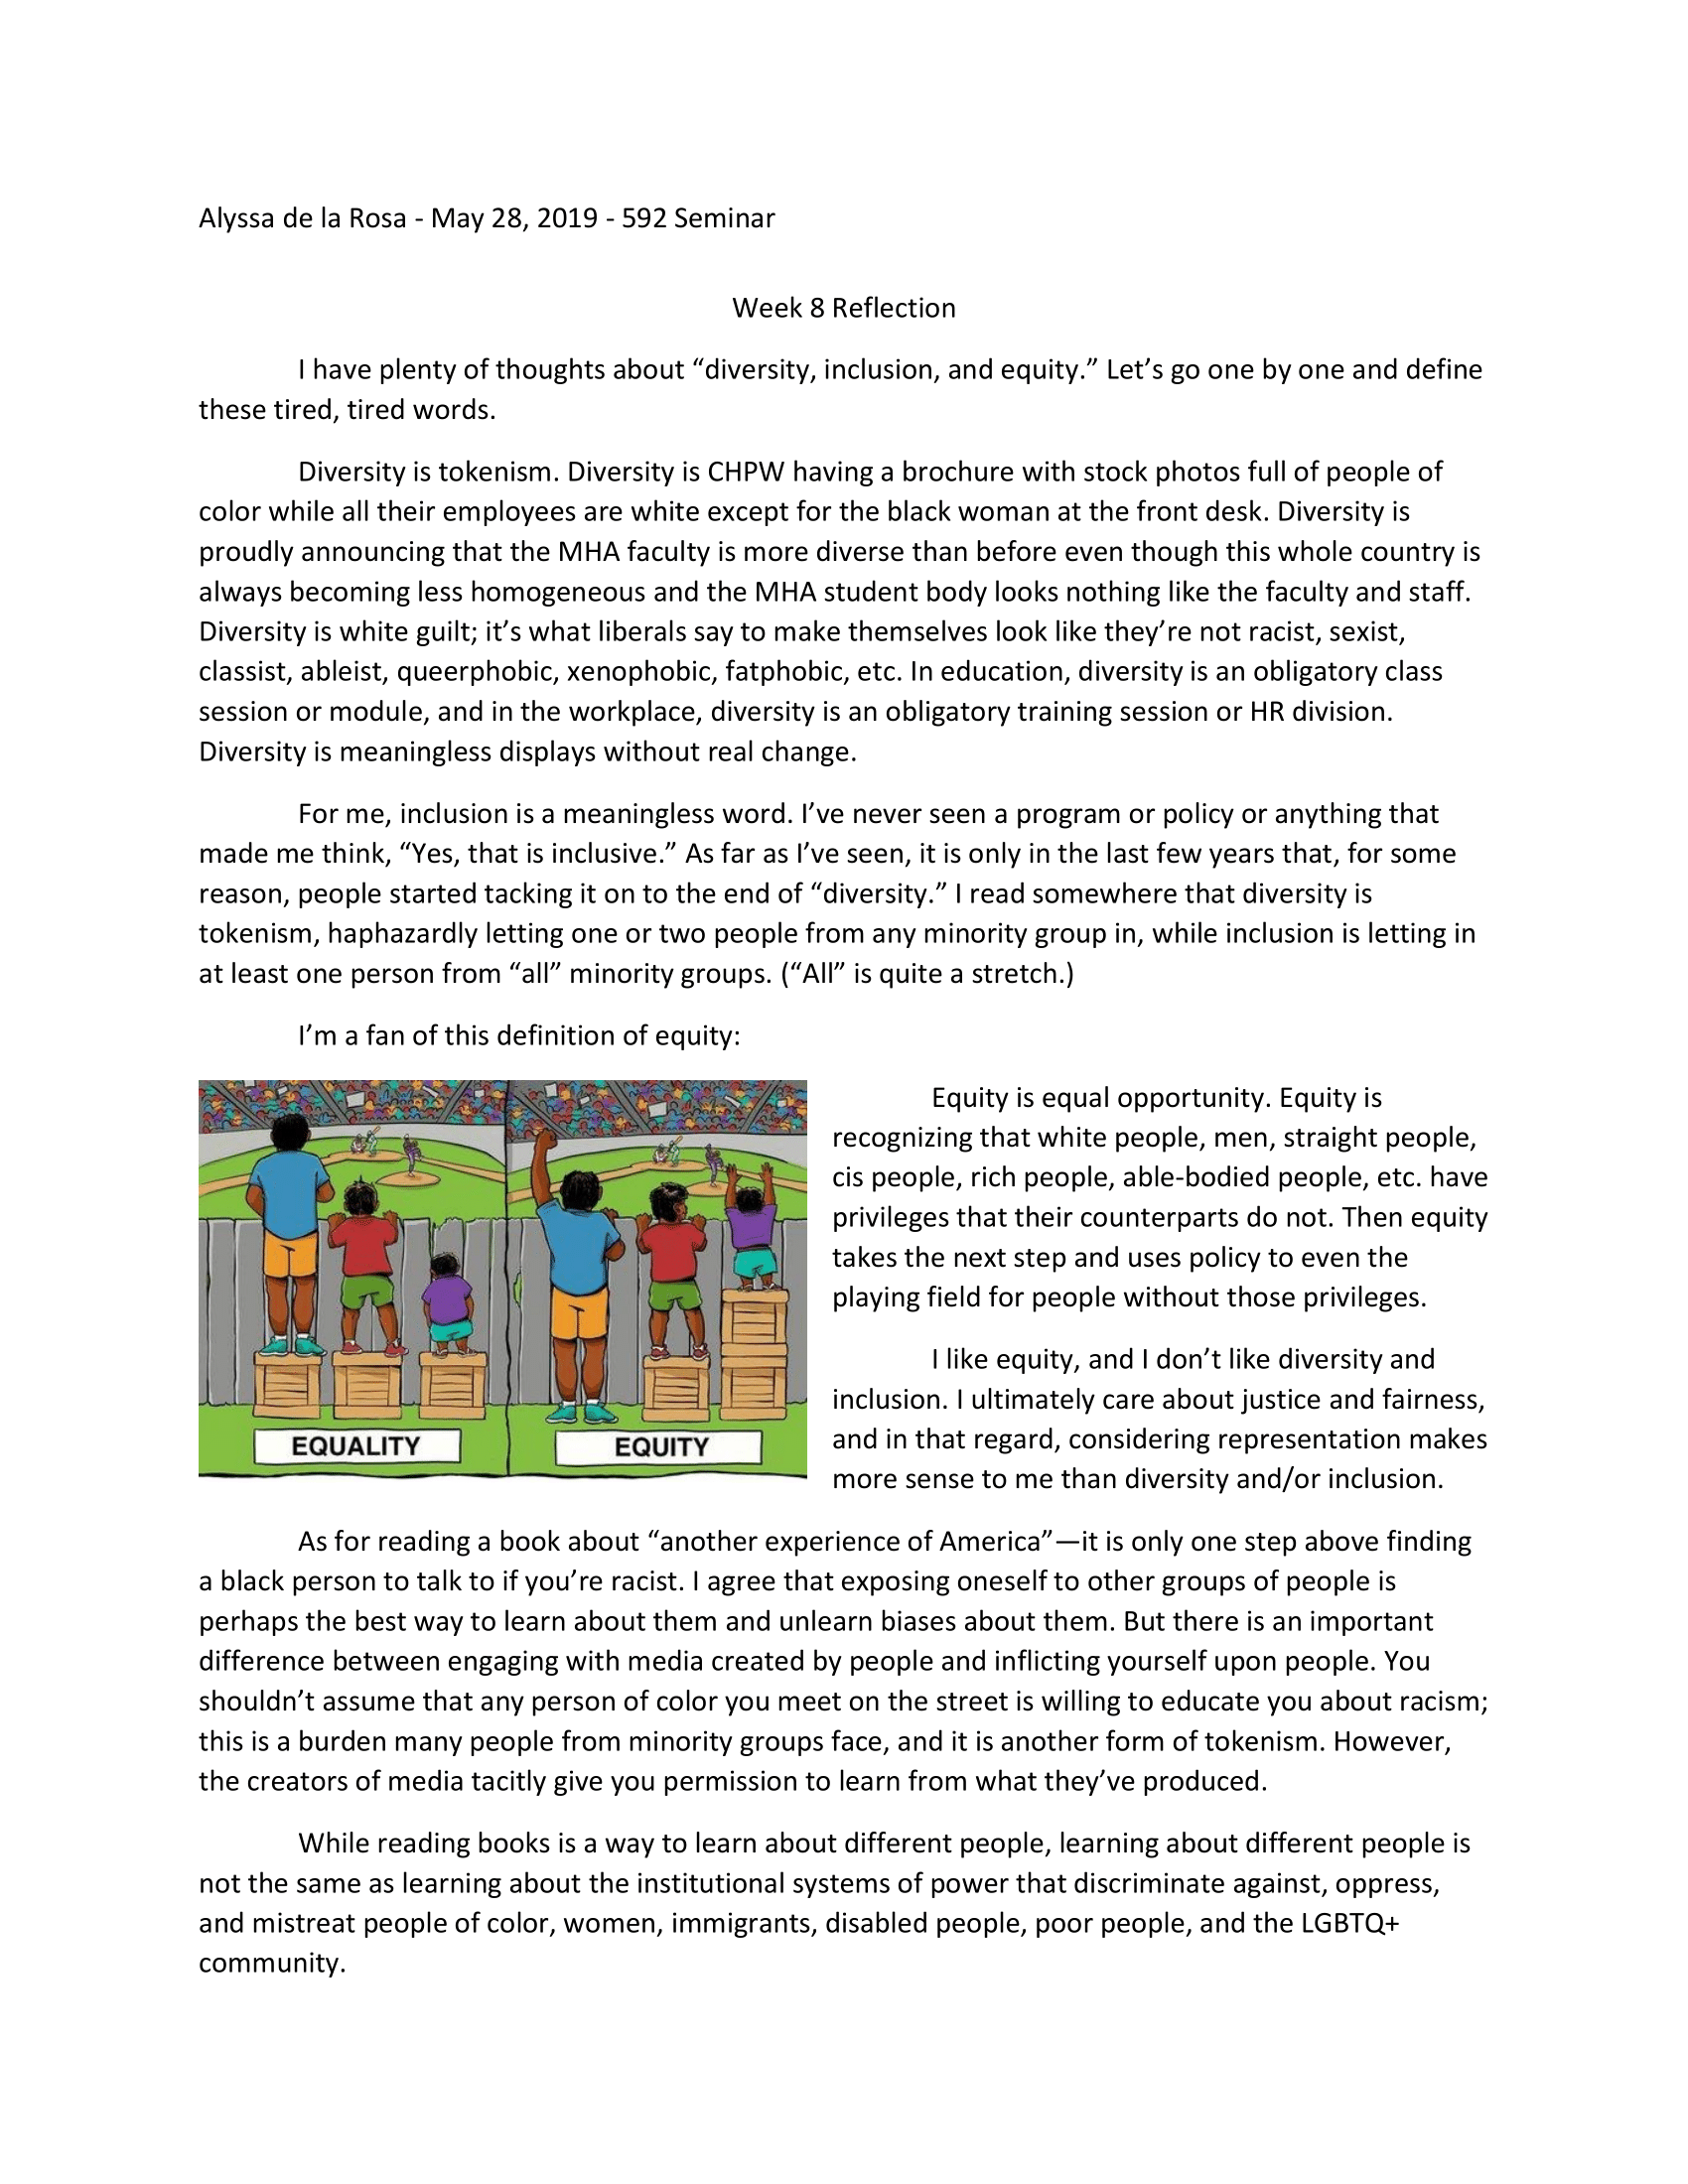 Alyssa de la Rosa - May 28, 2019 - 592 Seminar
Week 8 Reflection
I have plenty of thoughts about “diversity, inclusion, and equity.” Let’s go one by one and define
these tired, tired words.
Diversity is tokenism. Diversity is CHPW having a brochure with stock photos full of people of
color while all their employees are white except for the black woman at the front desk. Diversity is
proudly announcing that the MHA faculty is more diverse than before even though this whole country is
always becoming less homogeneous and the MHA student body looks nothing like the faculty and staff.
Diversity is white guilt; it’s what liberals say to make themselves look like they’re not racist, sexist,
classist, ableist, queerphobic, xenophobic, fatphobic, etc. In education, diversity is an obligatory class
session or module, and in the workplace, diversity is an obligatory training session or HR division.
Diversity is meaningless displays without real change.
For me, inclusion is a meaningless word. I’ve never seen a program or policy or anything that
made me think, “Yes, that is inclusive.” As far as I’ve seen, it is only in the last few years that, for some
reason, people started tacking it on to the end of “diversity.” I read somewhere that diversity is
tokenism, haphazardly letting one or two people from any minority group in, while inclusion is letting in
at least one person from “all” minority groups. (“All” is quite a stretch.)
I’m a fan of this definition of equity:
EQUALITY
EQUITY
Equity is equal opportunity. Equity is
recognizing that white people, men, straight people,
cis people, rich people, able-bodied people, etc. have
privileges that their counterparts do not. Then equity
takes the next step and uses policy to even the
playing field for people without those privileges.
I like equity, and I don’t like diversity and
inclusion. I ultimately care about justice and fairness,
and in that regard, considering representation makes
more sense to me than diversity and/or inclusion.
As for reading a book about “another experience of America”—it is only one step above finding
a black person to talk to if you’re racist. I agree that exposing oneself to other groups of people is
perhaps the best way to learn about them and unlearn biases about them. But there is an important
difference between engaging with media created by people and inflicting yourself upon people. You
shouldn’t assume that any person of color you meet on the street is willing to educate you about racism;
this is a burden many people from minority groups face, and it is another form of tokenism. However,
the creators of media tacitly give you permission to learn from what they’ve produced.
While reading books is a way to learn about different people, learning about different people is
not the same as learning about the institutional systems of power that discriminate against, oppress,
and mistreat people of color, women, immigrants, disabled people, poor people, and the LGBTQ+
community.